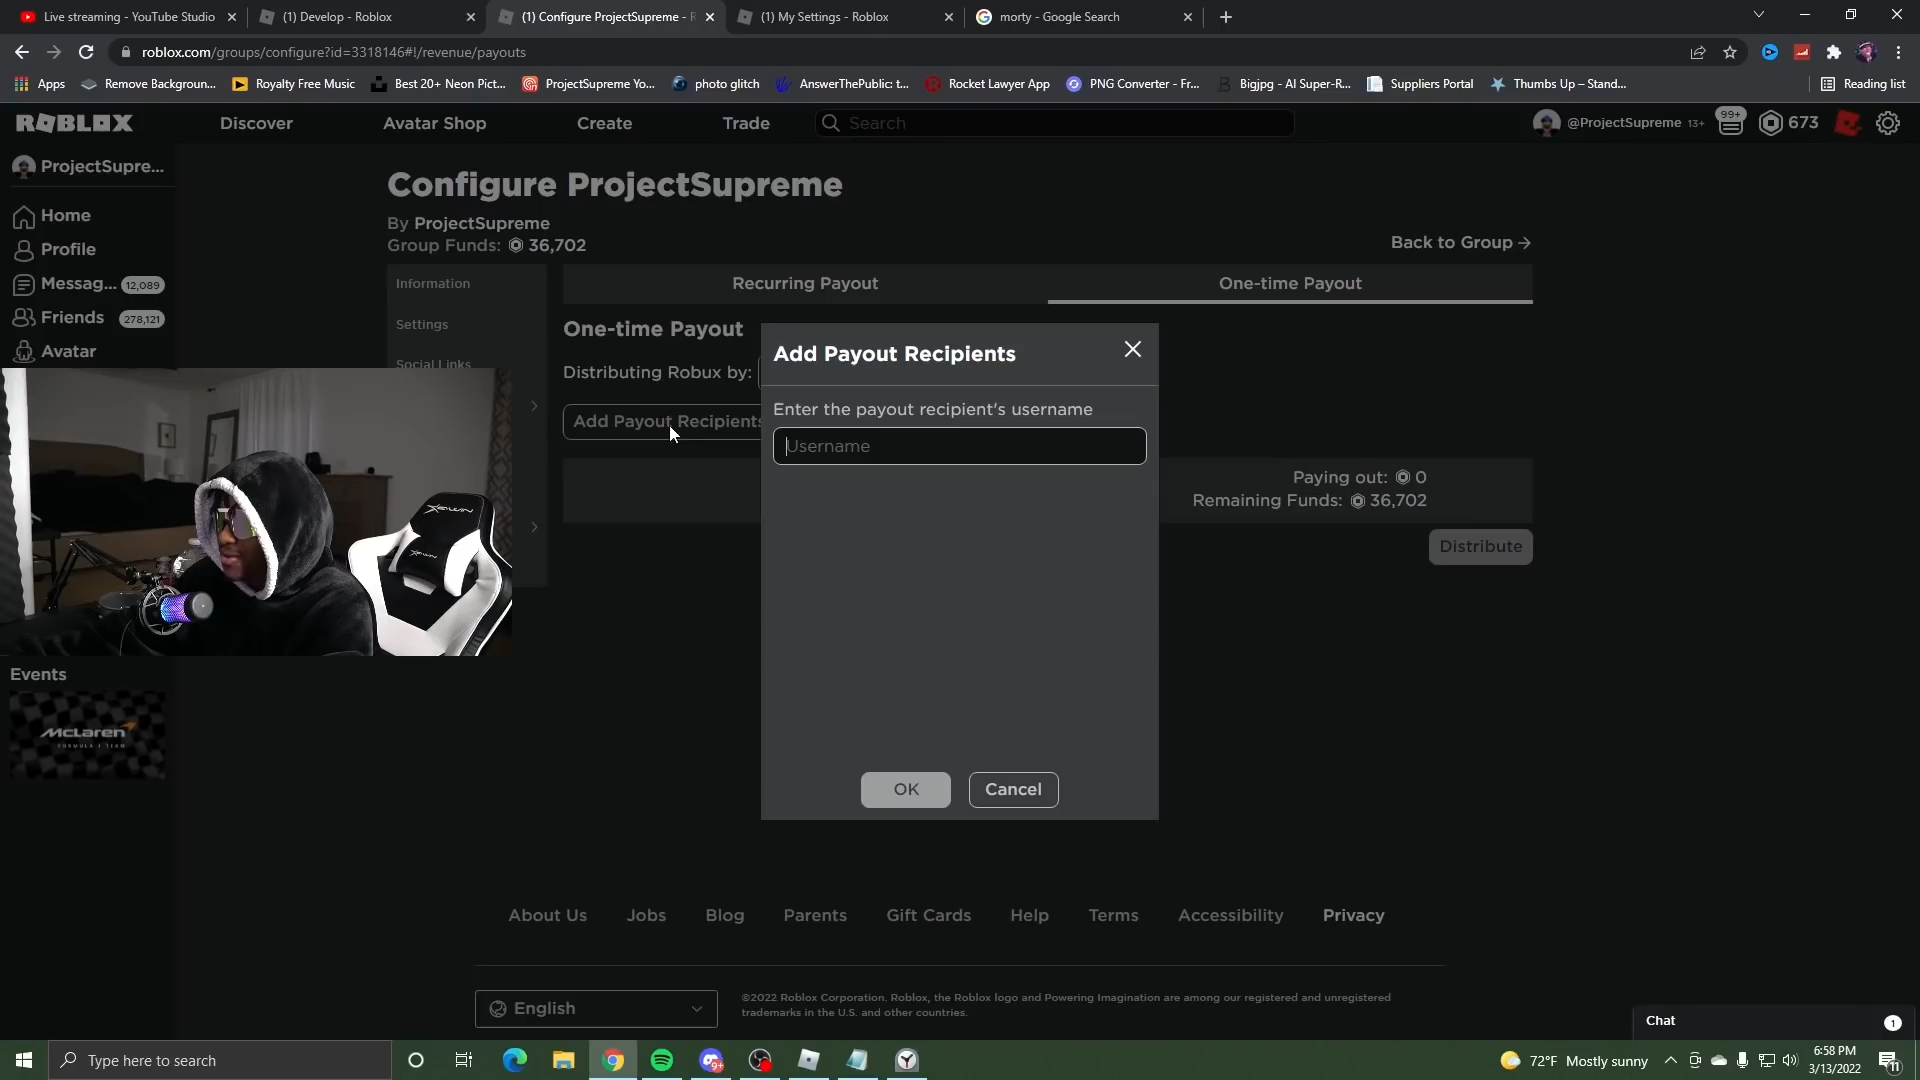 Live streaming - YouTube Studio
(1) Develop - Roblox
(1) Configure ProjectSupreme - R
(1) My Settings - Roblox
morty - Google Search
roblox.com/groups/configure?id=3318146#!/revenue/payouts
Apps
Remove Backgroun...
Royalty Free Music
Best 20+ Neon Pict...
ProjectSupreme Yo...
photo glitch
AnswerThePublic: t...
Rocket Lawyer App
PNG Converter - Fr...
Bigjpg - AI Super-R...
Suppliers Portal
Thumbs Up – Stand...
Reading list
ROBLOX
Discover
Avatar Shop
Create
Trade
Search
@ProjectSupreme 13+
99+
673
ProjectSupre...
Home
Profile
Messag... 12,089
Friends 278,121
Avatar
Configure ProjectSupreme
By ProjectSupreme
Group Funds: 36,702
Back to Group
Information
Settings
Social Links
Recurring Payout
One-time Payout
One-time Payout
Distributing Robux by:
Add Payout Recipients
Add Payout Recipients
Enter the payout recipient's username
Username
OK
Cancel
Paying out: 0
Remaining Funds: 36,702
Distribute
Events
McLaren
FORMULA 1 TEAM
About Us
Jobs
Blog
Parents
Gift Cards
Help
Terms
Accessibility
Privacy
English
©2022 Roblox Corporation. Roblox, the Roblox logo and Powering Imagination are among our registered and unregistered
trademarks in the U.S. and other countries.
Chat
1
Type here to search
9+
72°F Mostly sunny
6:58 PM
3/13/2022
11